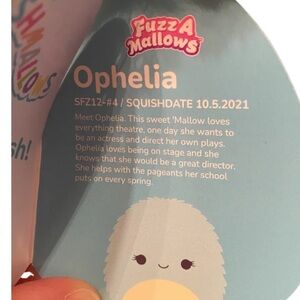 Fuzz A
Mallows
Ophelia
SFZ12-#4 / SQUISHDATE 10.5.2021
Meet Ophelia. This sweet 'Mallow loves
everything theatre, one day she wants to
be an actress and direct her own plays.
Ophelia loves being on stage and she
knows that she would be a great director.
She helps with the pageants her school
puts on every spring.